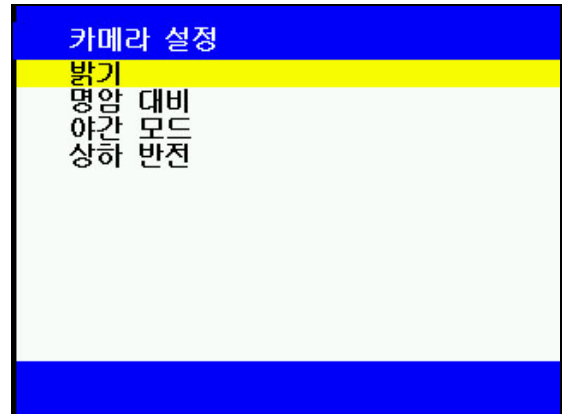 카메라 설정
밝기
명암 대비
야간 모드
상하 반전